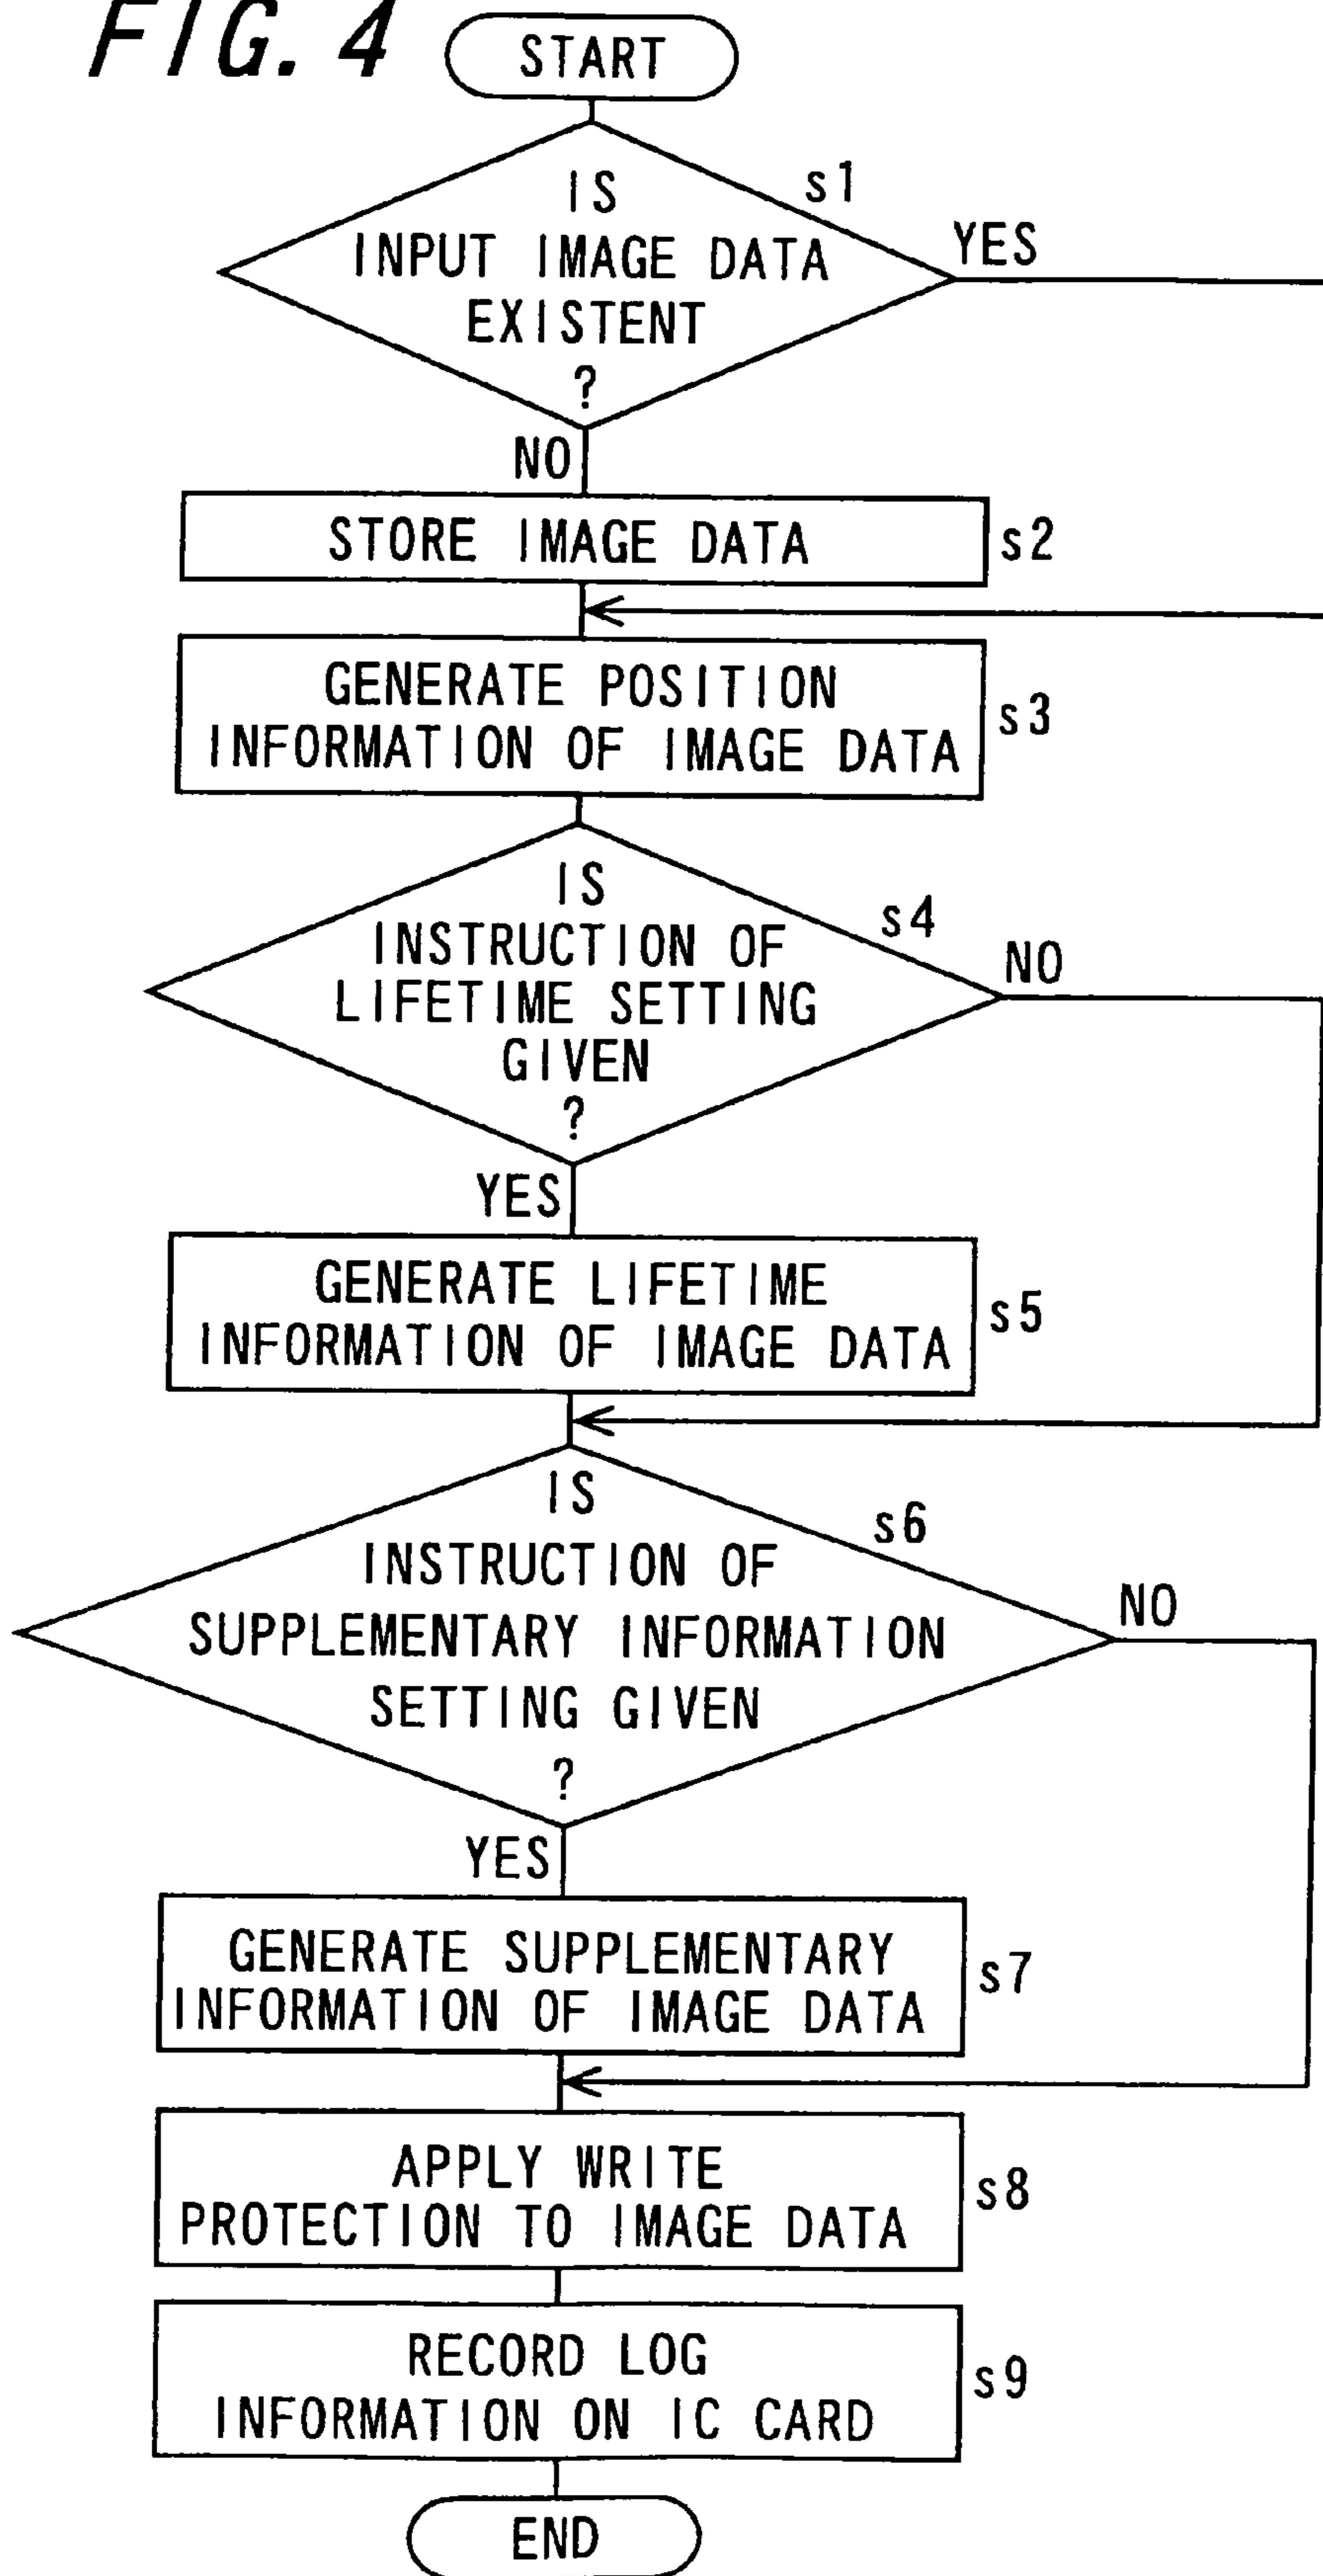 FIG. 4
START
IS
INPUT IMAGE DATA
EXISTENT
?
s1
YES
NO
STORE IMAGE DATA
s2
GENERATE POSITION
INFORMATION OF IMAGE DATA
s3
IS
INSTRUCTION OF
LIFETIME SETTING
GIVEN
?
s4
NO
YES
GENERATE LIFETIME
INFORMATION OF IMAGE DATA
s5
IS
INSTRUCTION OF
SUPPLEMENTARY INFORMATION
SETTING GIVEN
?
s6
NO
YES
GENERATE SUPPLEMENTARY
INFORMATION OF IMAGE DATA
s7
APPLY WRITE
PROTECTION TO IMAGE DATA
s8
RECORD LOG
INFORMATION ON IC CARD
s9
END